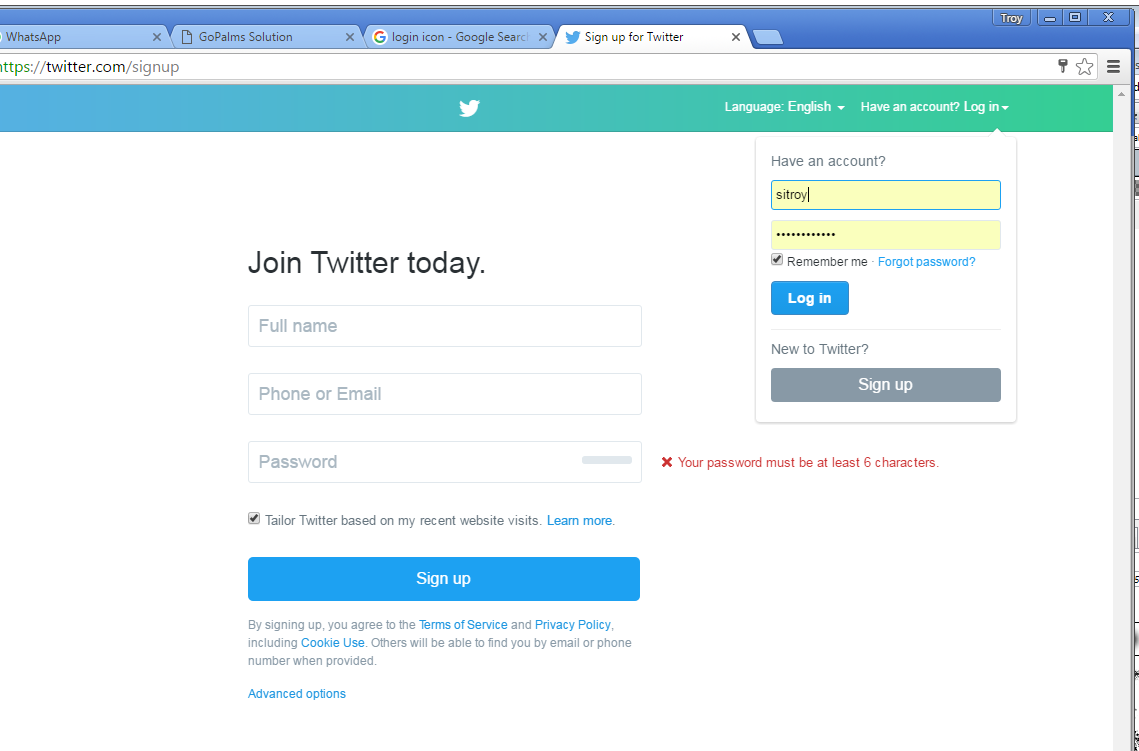 Troy
WhatsApp
GoPalms Solution
login icon - Google Searc
Sign up for Twitter
https://twitter.com/signup
Language: English
Have an account? Log in
Have an account?
sitroy
••••••••••••
Remember me · Forgot password?
Log in
New to Twitter?
Sign up
Join Twitter today.
Full name
Phone or Email
Password
Your password must be at least 6 characters.
Tailor Twitter based on my recent website visits. Learn more.
Sign up
By signing up, you agree to the Terms of Service and Privacy Policy,
including Cookie Use. Others will be able to find you by email or phone
number when provided.
Advanced options